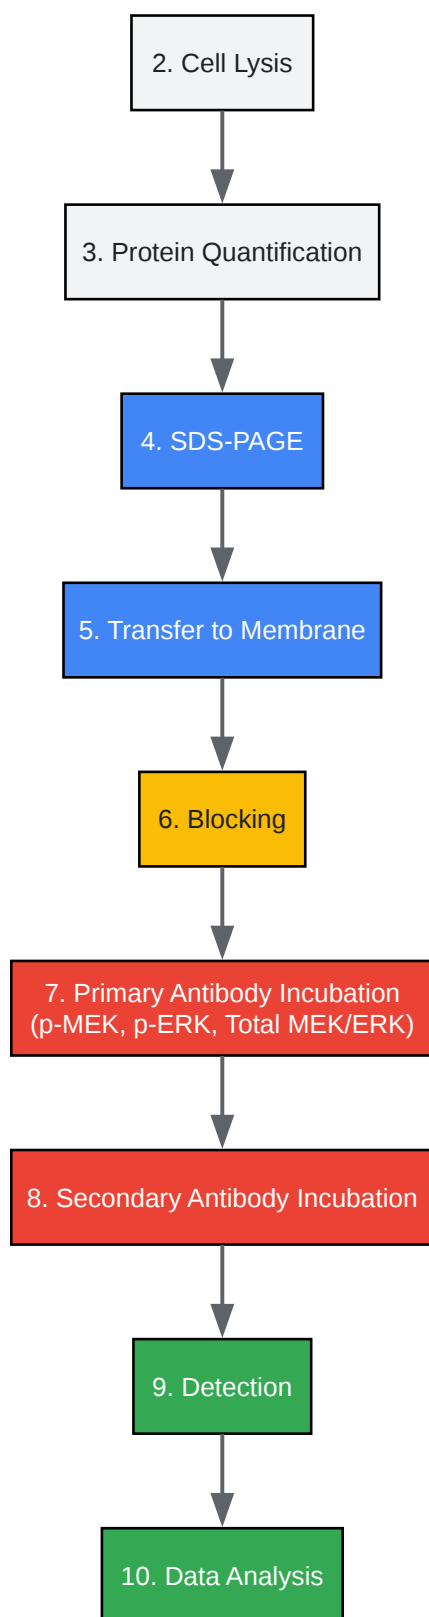 2. Cell Lysis
3. Protein Quantification
4. SDS-PAGE
5. Transfer to Membrane
6. Blocking
7. Primary Antibody Incubation
(p-MEK, p-ERK, Total MEK/ERK)
8. Secondary Antibody Incubation
9. Detection
10. Data Analysis